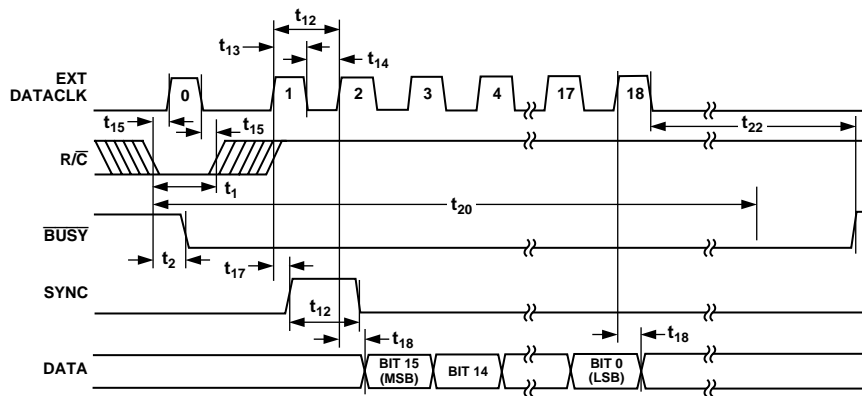 t12
t13
t14
EXT
DATACLK
0
1
2
3
4
17
18
t15
t15
t22
R/C̅
t1
t20
B̅U̅S̅Y̅
t2
t17
SYNC
t12
t18
t18
DATA
BIT 15
(MSB)
BIT 14
BIT 0
(LSB)